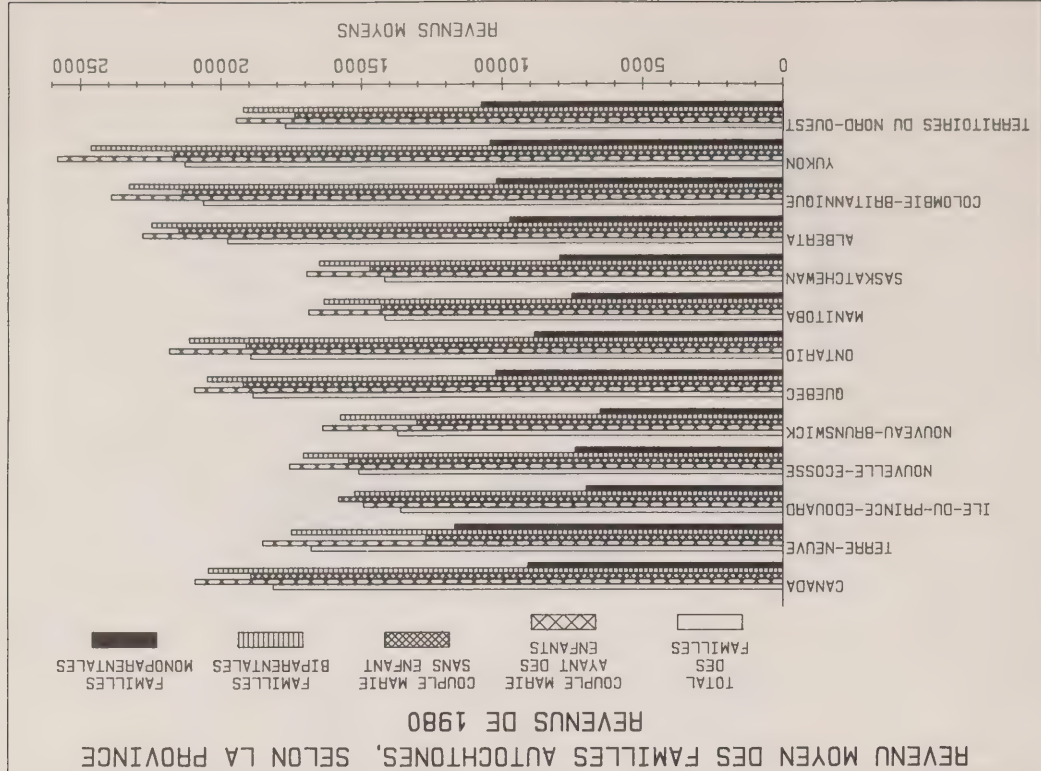 REVENU MOYEN DES FAMILLES AUTOCHTONES, SELON LA PROVINCE
REVENUS DE 1980
TOTAL
DES
FAMILLES
COUPLE MARIE
AYANT DES
ENFANTS
COUPLE MARIE
SANS ENFANT
FAMILLES
BIPARENTALES
FAMILLES
MONOPARENTALES
CANADA
TERRE-NEUVE
ILE-DU-PRINCE-EDOUARD
NOUVELLE-ECOSSE
NOUVEAU-BRUNSWICK
QUEBEC
ONTARIO
MANITOBA
SASKATCHEWAN
ALBERTA
COLOMBIE-BRITANNIQUE
YUKON
TERRITOIRES DU NORD-OUEST
0 5000 10000 15000 20000 25000
REVENUS MOYENS